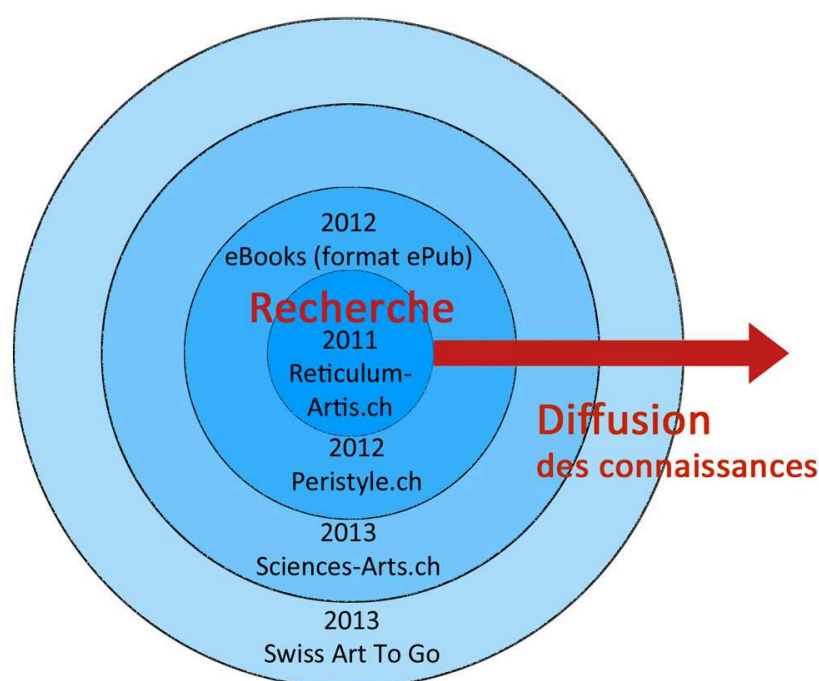 2012
eBooks (format ePub)
Recherche
2011
Reticulum-
Artis.ch
Diffusion
des connaissances
2012
Peristyle.ch
2013
Sciences-Arts.ch
2013
Swiss Art To Go